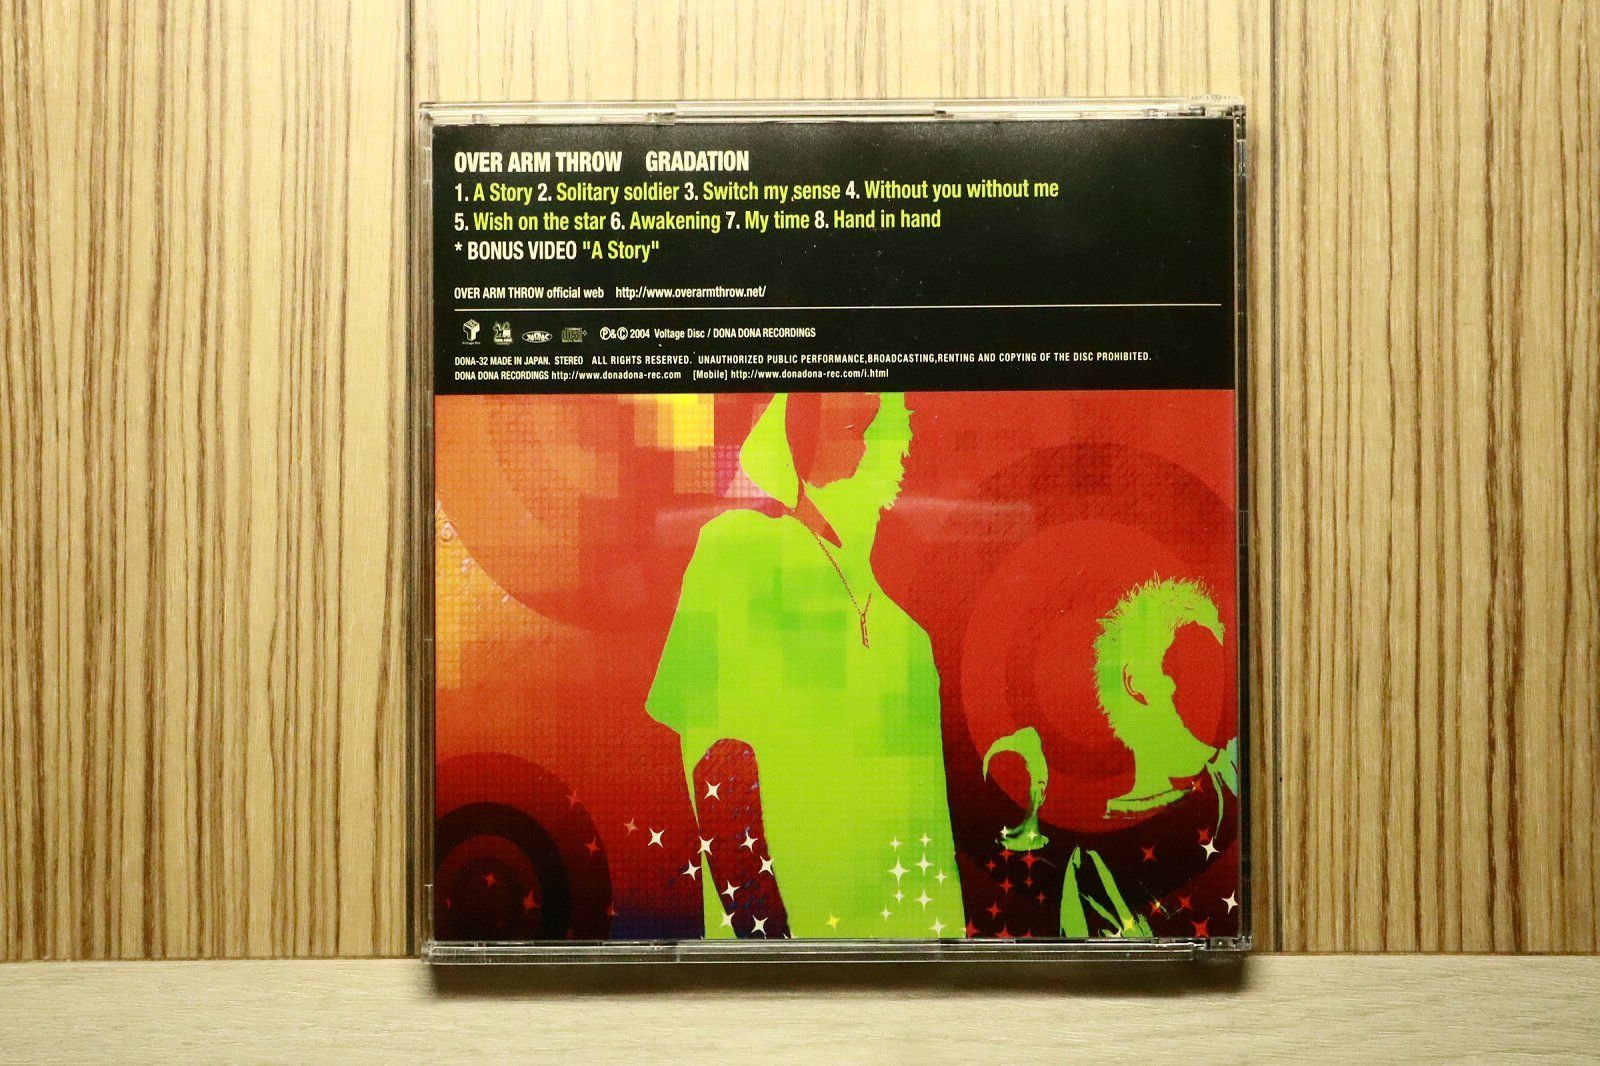 OVER ARM THROW GRADATION
1. A Story 2. Solitary soldier 3. Switch my sense 4. Without you without me
5. Wish on the star 6. Awakening 7. My time 8. Hand in hand
* BONUS VIDEO "A Story"
OVER ARM THROW official web http://www.overarmthrow.net/
Ⓟ&© 2004 Voltage Disc / DONA DONA RECORDINGS
DONA-32 MADE IN JAPAN. STEREO ALL RIGHTS RESERVED. UNAUTHORIZED PUBLIC PERFORMANCE,BROADCASTING,RENTING AND COPYING OF THE DISC PROHIBITED.
DONA DONA RECORDINGS http://www.donadona-rec.com [Mobile] http://www.donadona-rec.com/i.html